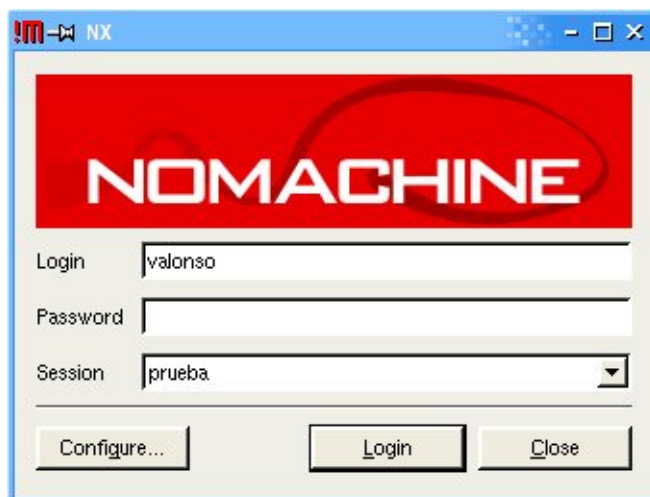 !M NX
NOMACHINE
Login valonso
Password
Session prueba
Configure... Login Close